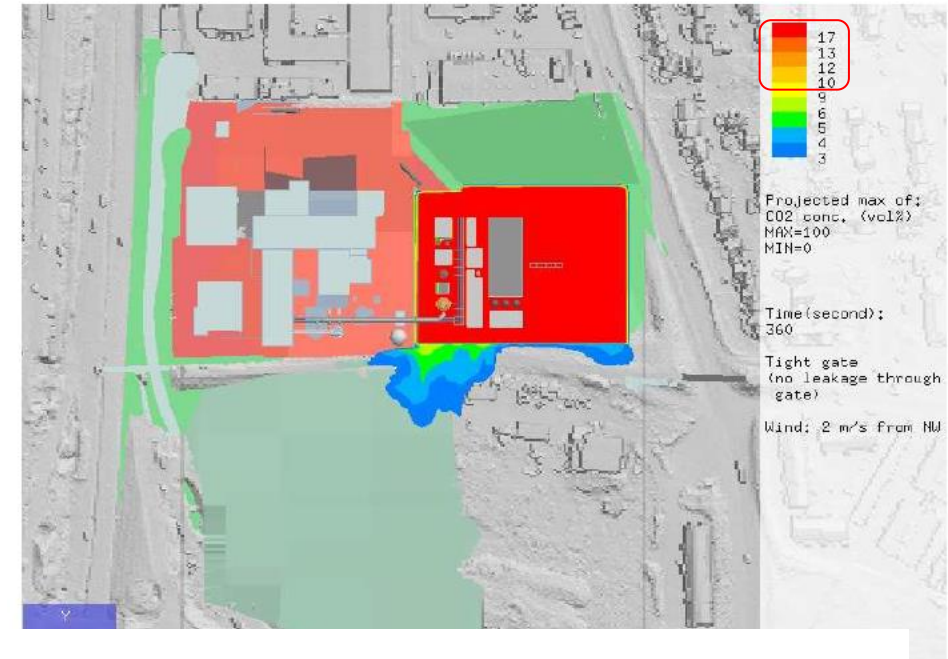 17
13
12
10
9
6
5
4
3
Projected max of:
CO2 conc. (vol%)
MAX=100
MIN=0
Time(second):
360
Tight gate
(no leakage through
gate)
Wind: 2 m/s from NW
Y